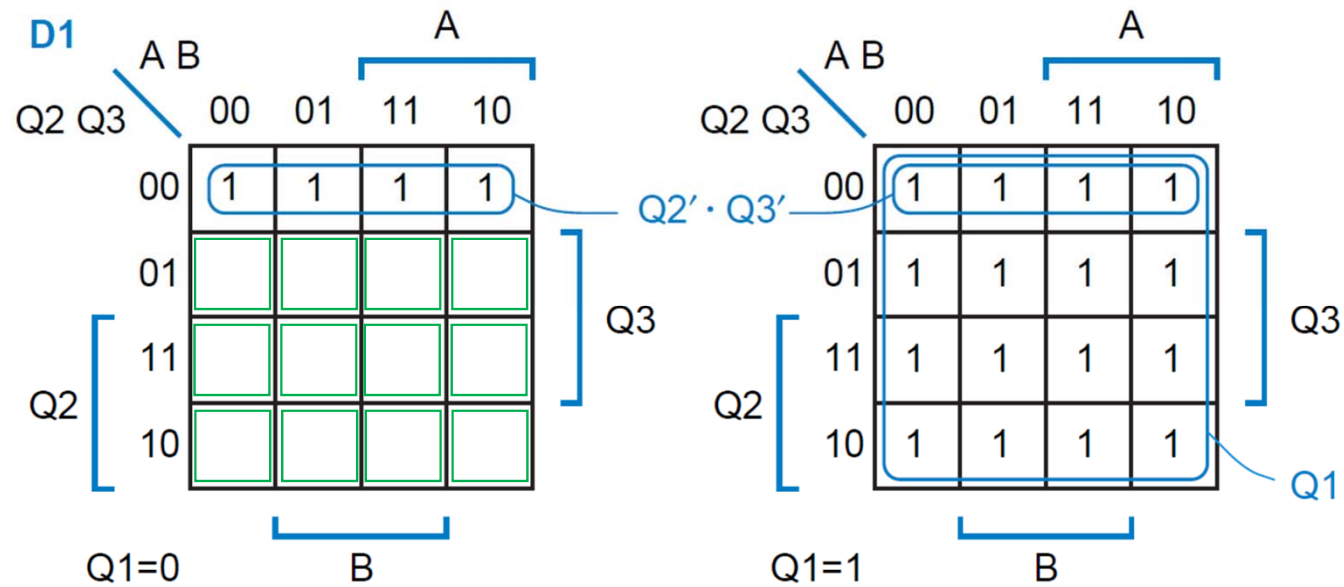 D1
A B
A
Q2 Q3
00 01 11 10
00 1 1 1 1
01
11
10
Q3
Q2
Q1=0
B
Q2′ · Q3′
A B
A
Q2 Q3
00 01 11 10
00 1 1 1 1
01 1 1 1 1
11 1 1 1 1
10 1 1 1 1
Q3
Q2
Q1
Q1=1
B